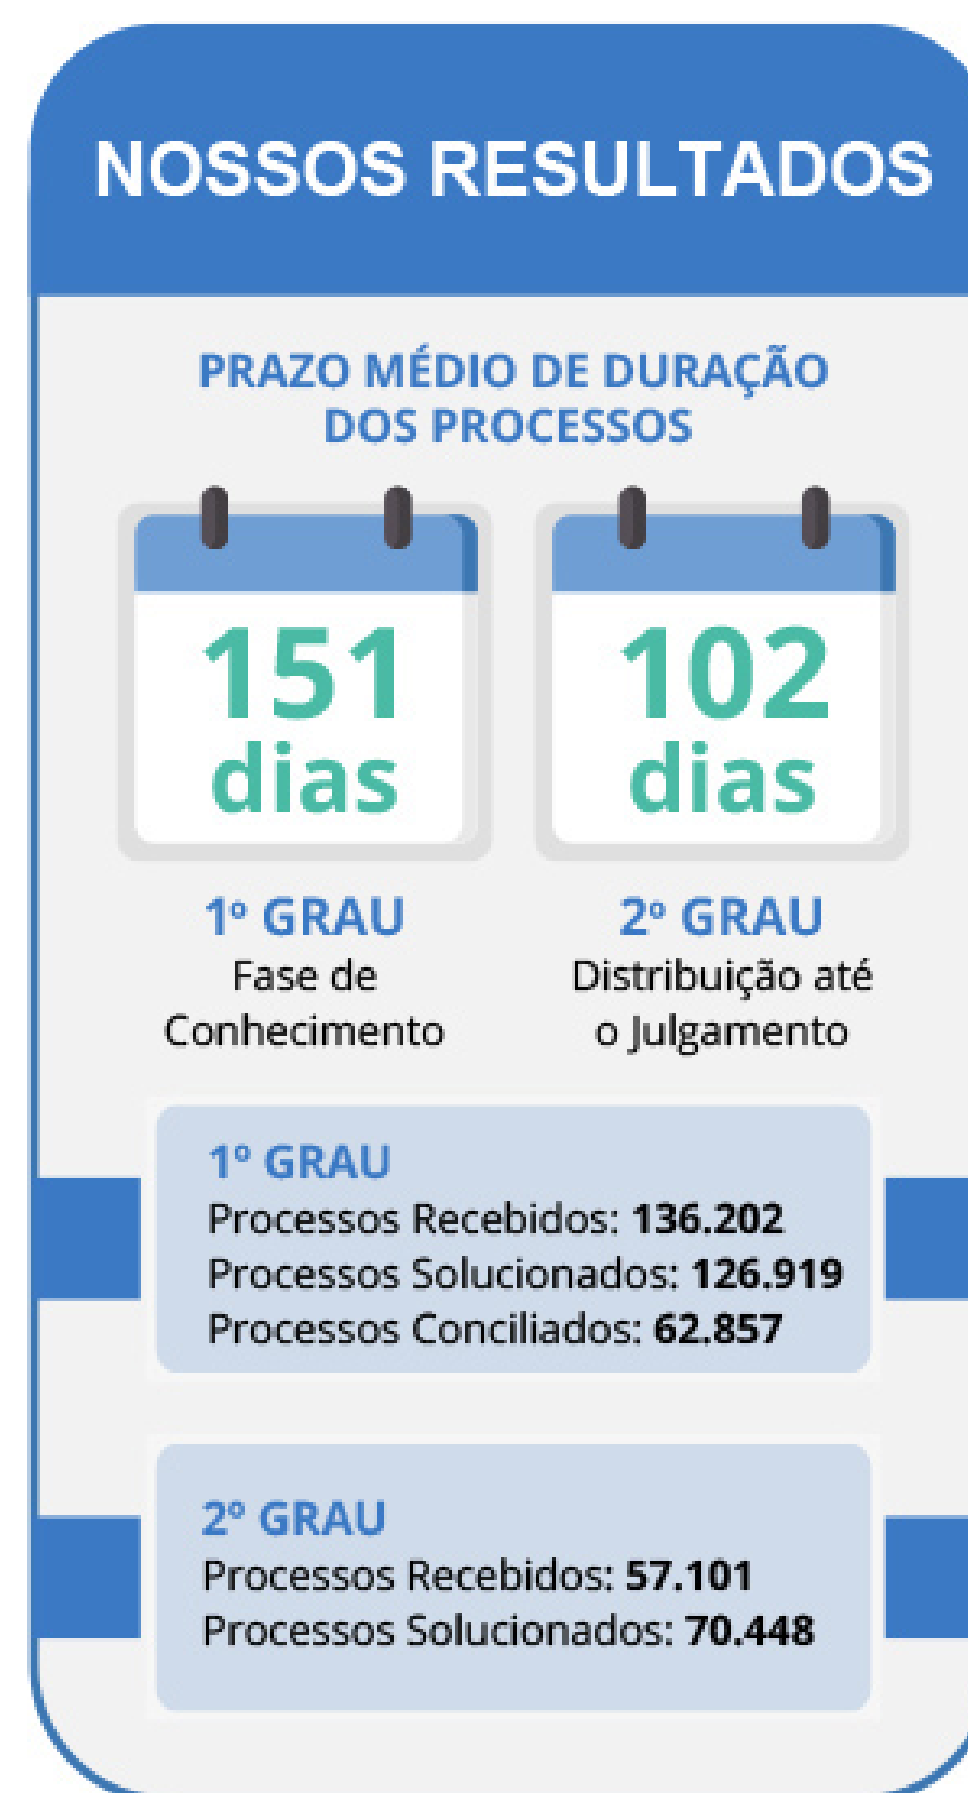 NOSSOS RESULTADOS
PRAZO MÉDIO DE DURAÇÃO
DOS PROCESSOS
151
dias
1º GRAU
Fase de
Conhecimento
102
dias
2º GRAU
Distribuição até
o Julgamento
1º GRAU
Processos Recebidos: 136.202
Processos Solucionados: 126.919
Processos Conciliados: 62.857
2º GRAU
Processos Recebidos: 57.101
Processos Solucionados: 70.448